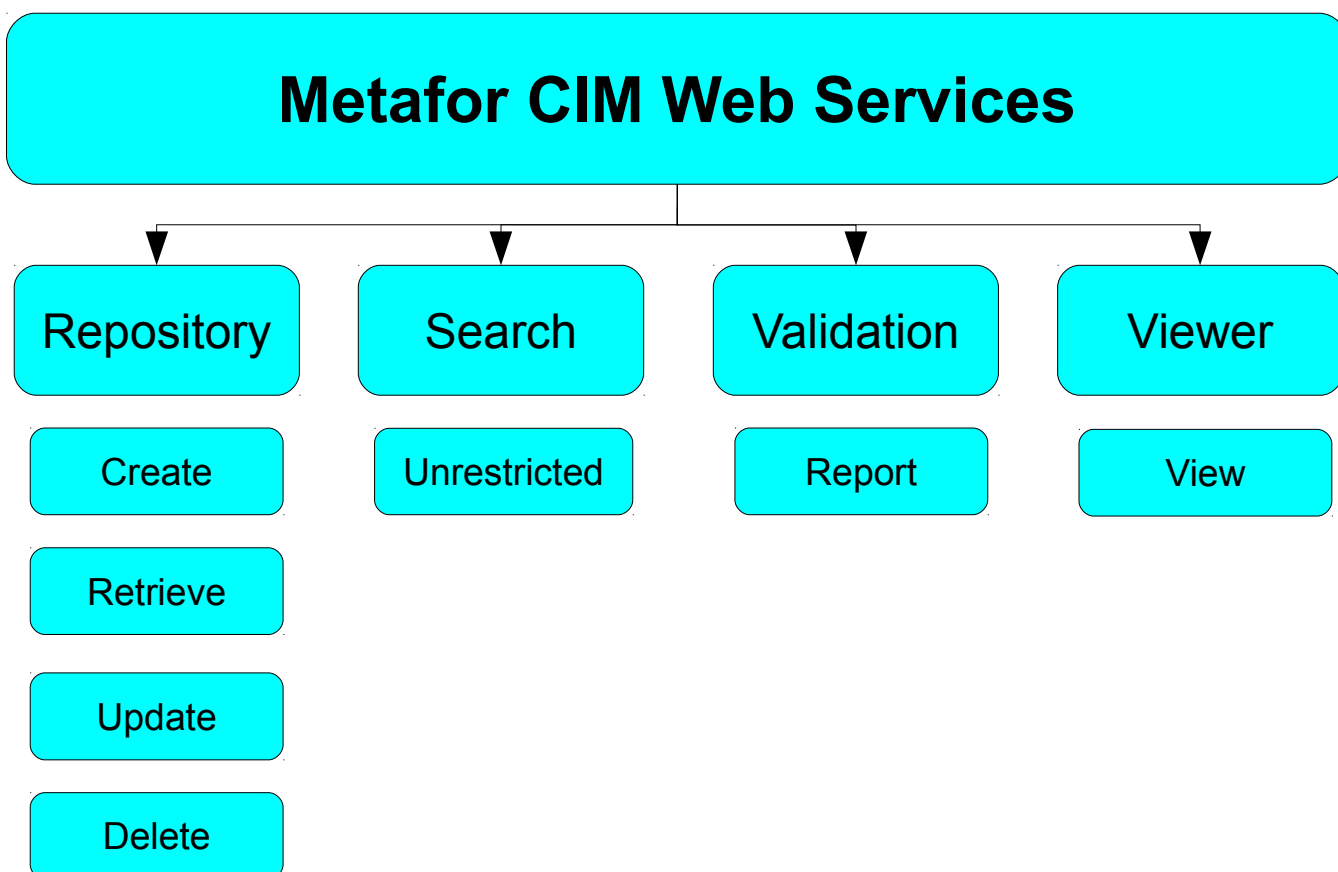 Metafor CIM Web Services
Repository
Search
Validation
Viewer
Create
Unrestricted
Report
View
Retrieve
Update
Delete